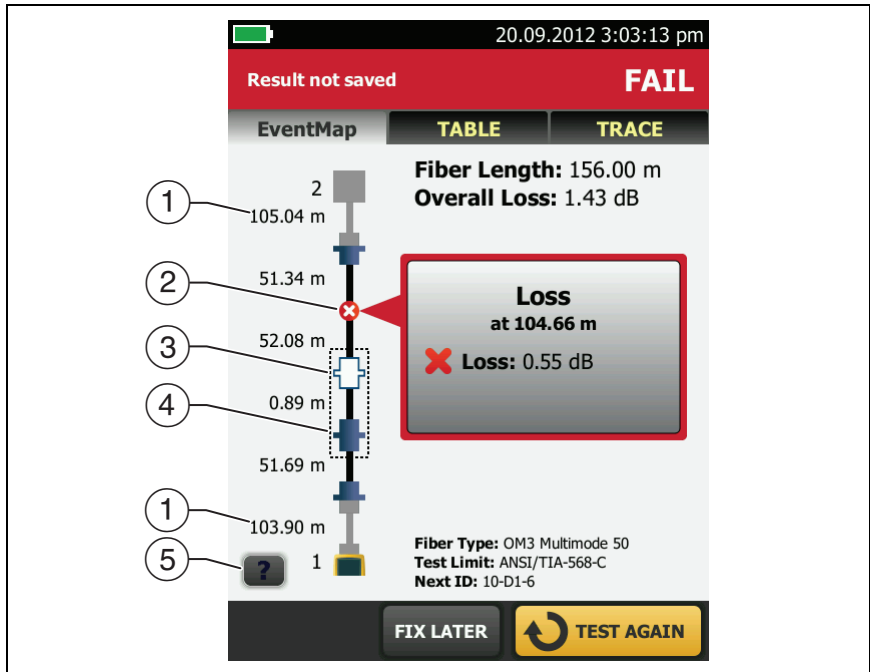 20.09.2012 3:03:13 pm
Result not saved FAIL
EventMap TABLE TRACE
Fiber Length: 156.00 m
Overall Loss: 1.43 dB
2
1
105.04 m
2
51.34 m
Loss
at 104.66 m
Loss: 0.55 dB
3
52.08 m
4
0.89 m
51.69 m
1
103.90 m
5
?
1
Fiber Type: OM3 Multimode 50
Test Limit: ANSI/TIA-568-C
Next ID: 10-D1-6
FIX LATER
TEST AGAIN